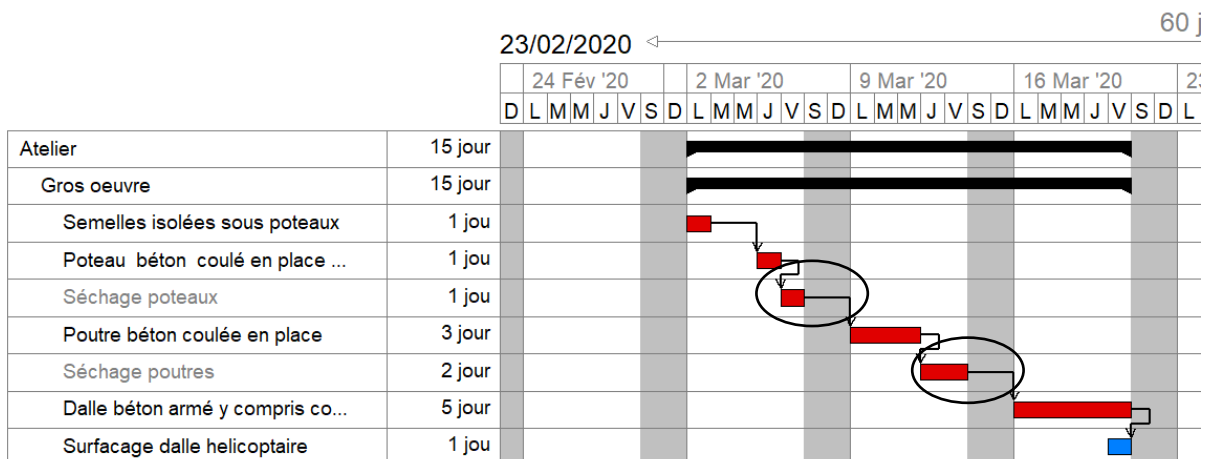 60 j
23/02/2020
24 Fév '20 2 Mar '20 9 Mar '20 16 Mar '20 23
D L M M J V S D L M M J V S D L M M J V S D L M M J V S D L
Atelier 15 jour
Gros oeuvre 15 jour
Semelles isolées sous poteaux 1 jou
Poteau béton coulé en place ... 1 jou
Séchage poteaux 1 jou
Poutre béton coulée en place 3 jour
Séchage poutres 2 jour
Dalle béton armé y compris co... 5 jour
Surfacage dalle helicoptaire 1 jou